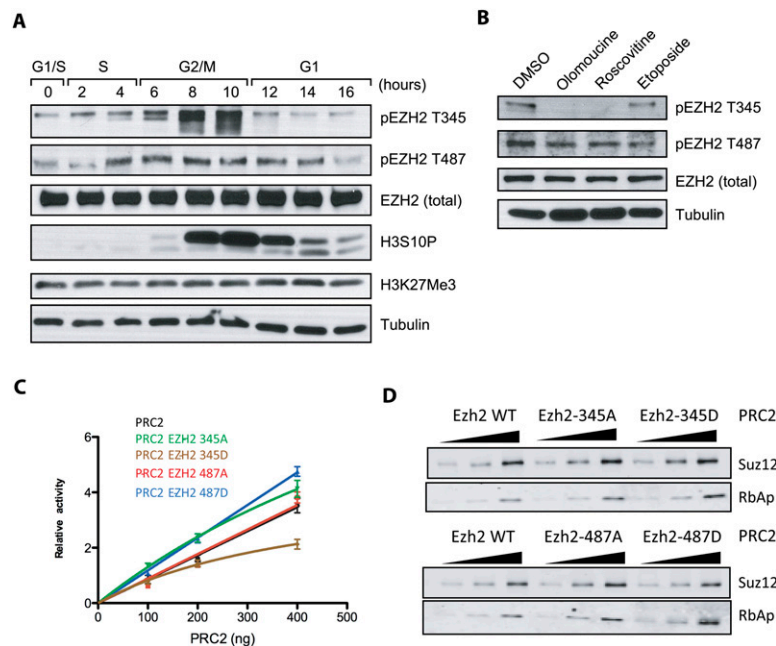 A
G1/S S G2/M G1
0 2 4 6 8 10 12 14 16 (hours)
pEZH2 T345
pEZH2 T487
EZH2 (total)
H3S10P
H3K27Me3
Tubulin
B
DMSO Olomoucine Roscovitine Etoposide
pEZH2 T345
pEZH2 T487
EZH2 (total)
Tubulin
C
PRC2
PRC2 EZH2 345A
PRC2 EZH2 345D
PRC2 EZH2 487A
PRC2 EZH2 487D
Relative activity
6
4
2
0
0 100 200 300 400 500
PRC2 (ng)
D
Ezh2 WT Ezh2-345A Ezh2-345D PRC2
Suz12
RbAp
Ezh2 WT Ezh2-487A Ezh2-487D PRC2
Suz12
RbAp